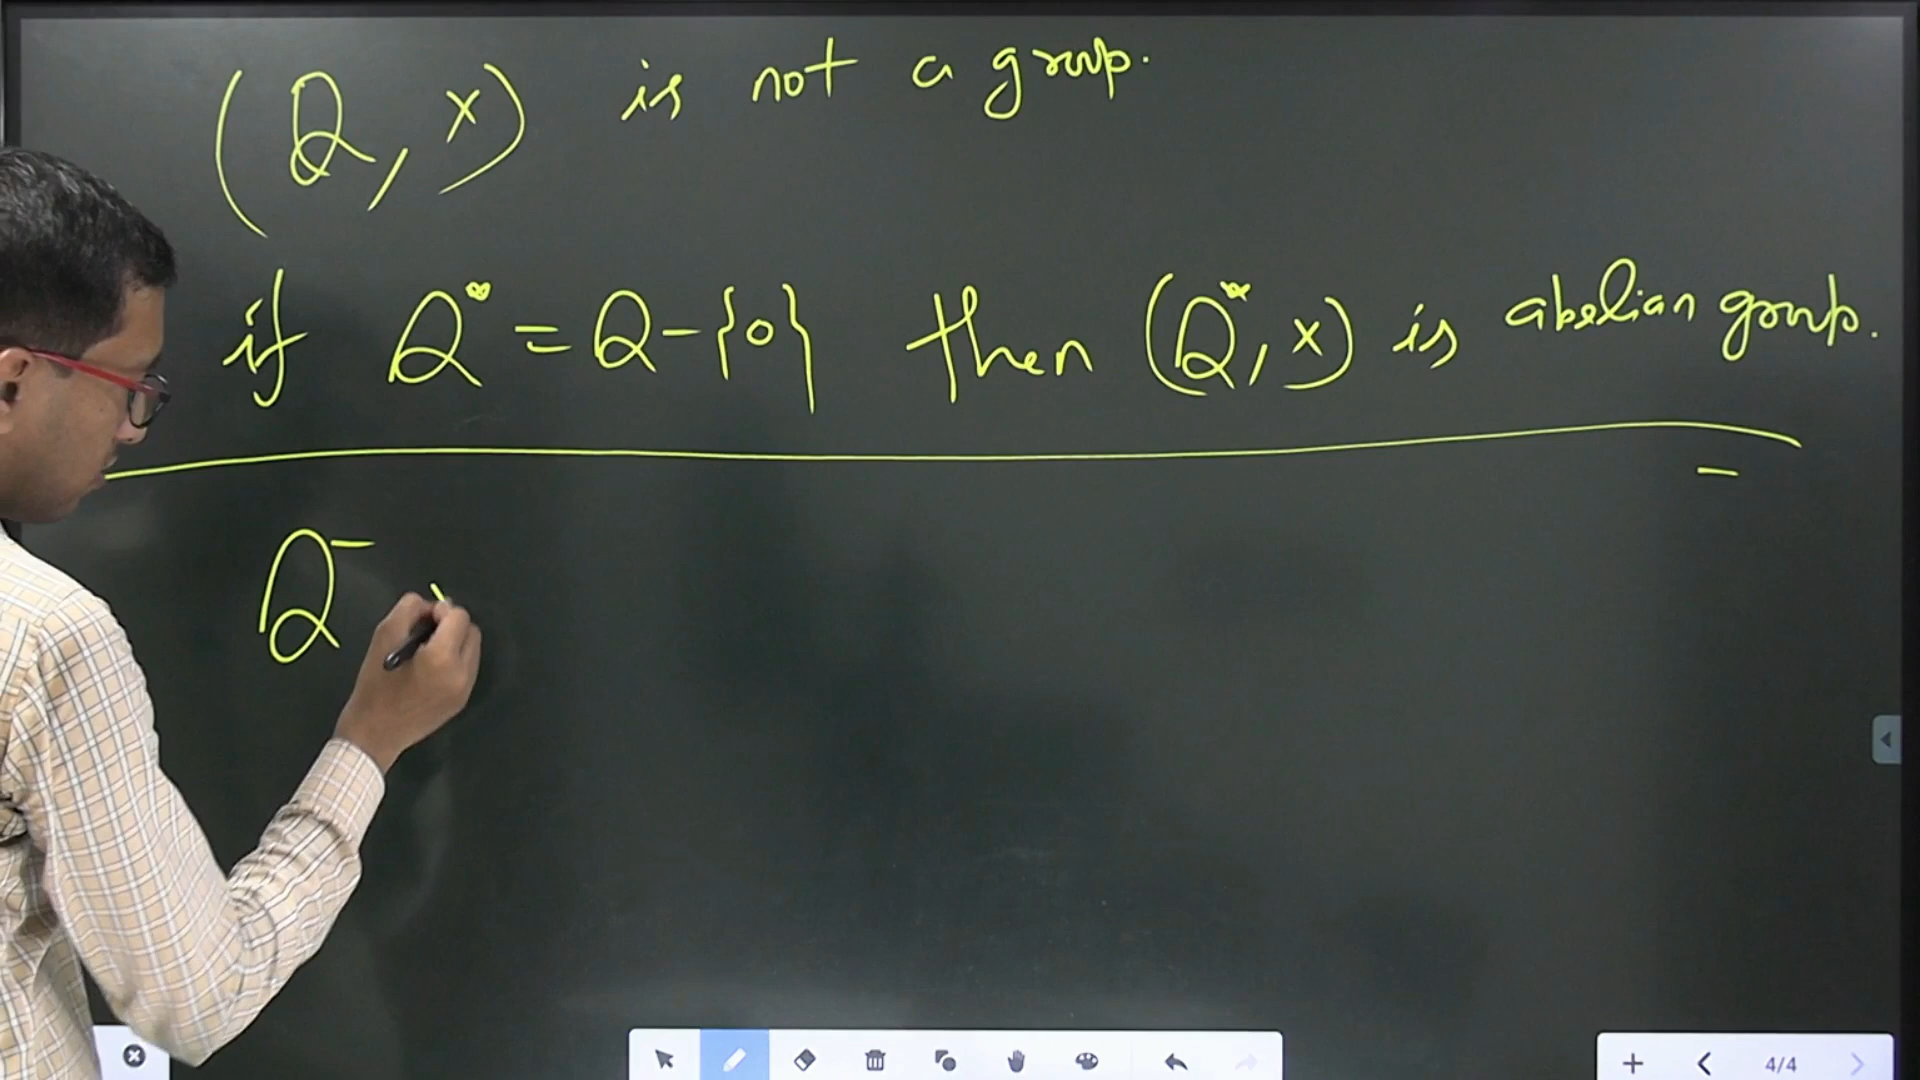 (Q, x) is not a group.
if Q* = Q - {0} then (Q*, x) is abelian group.
Q⁻
4/4